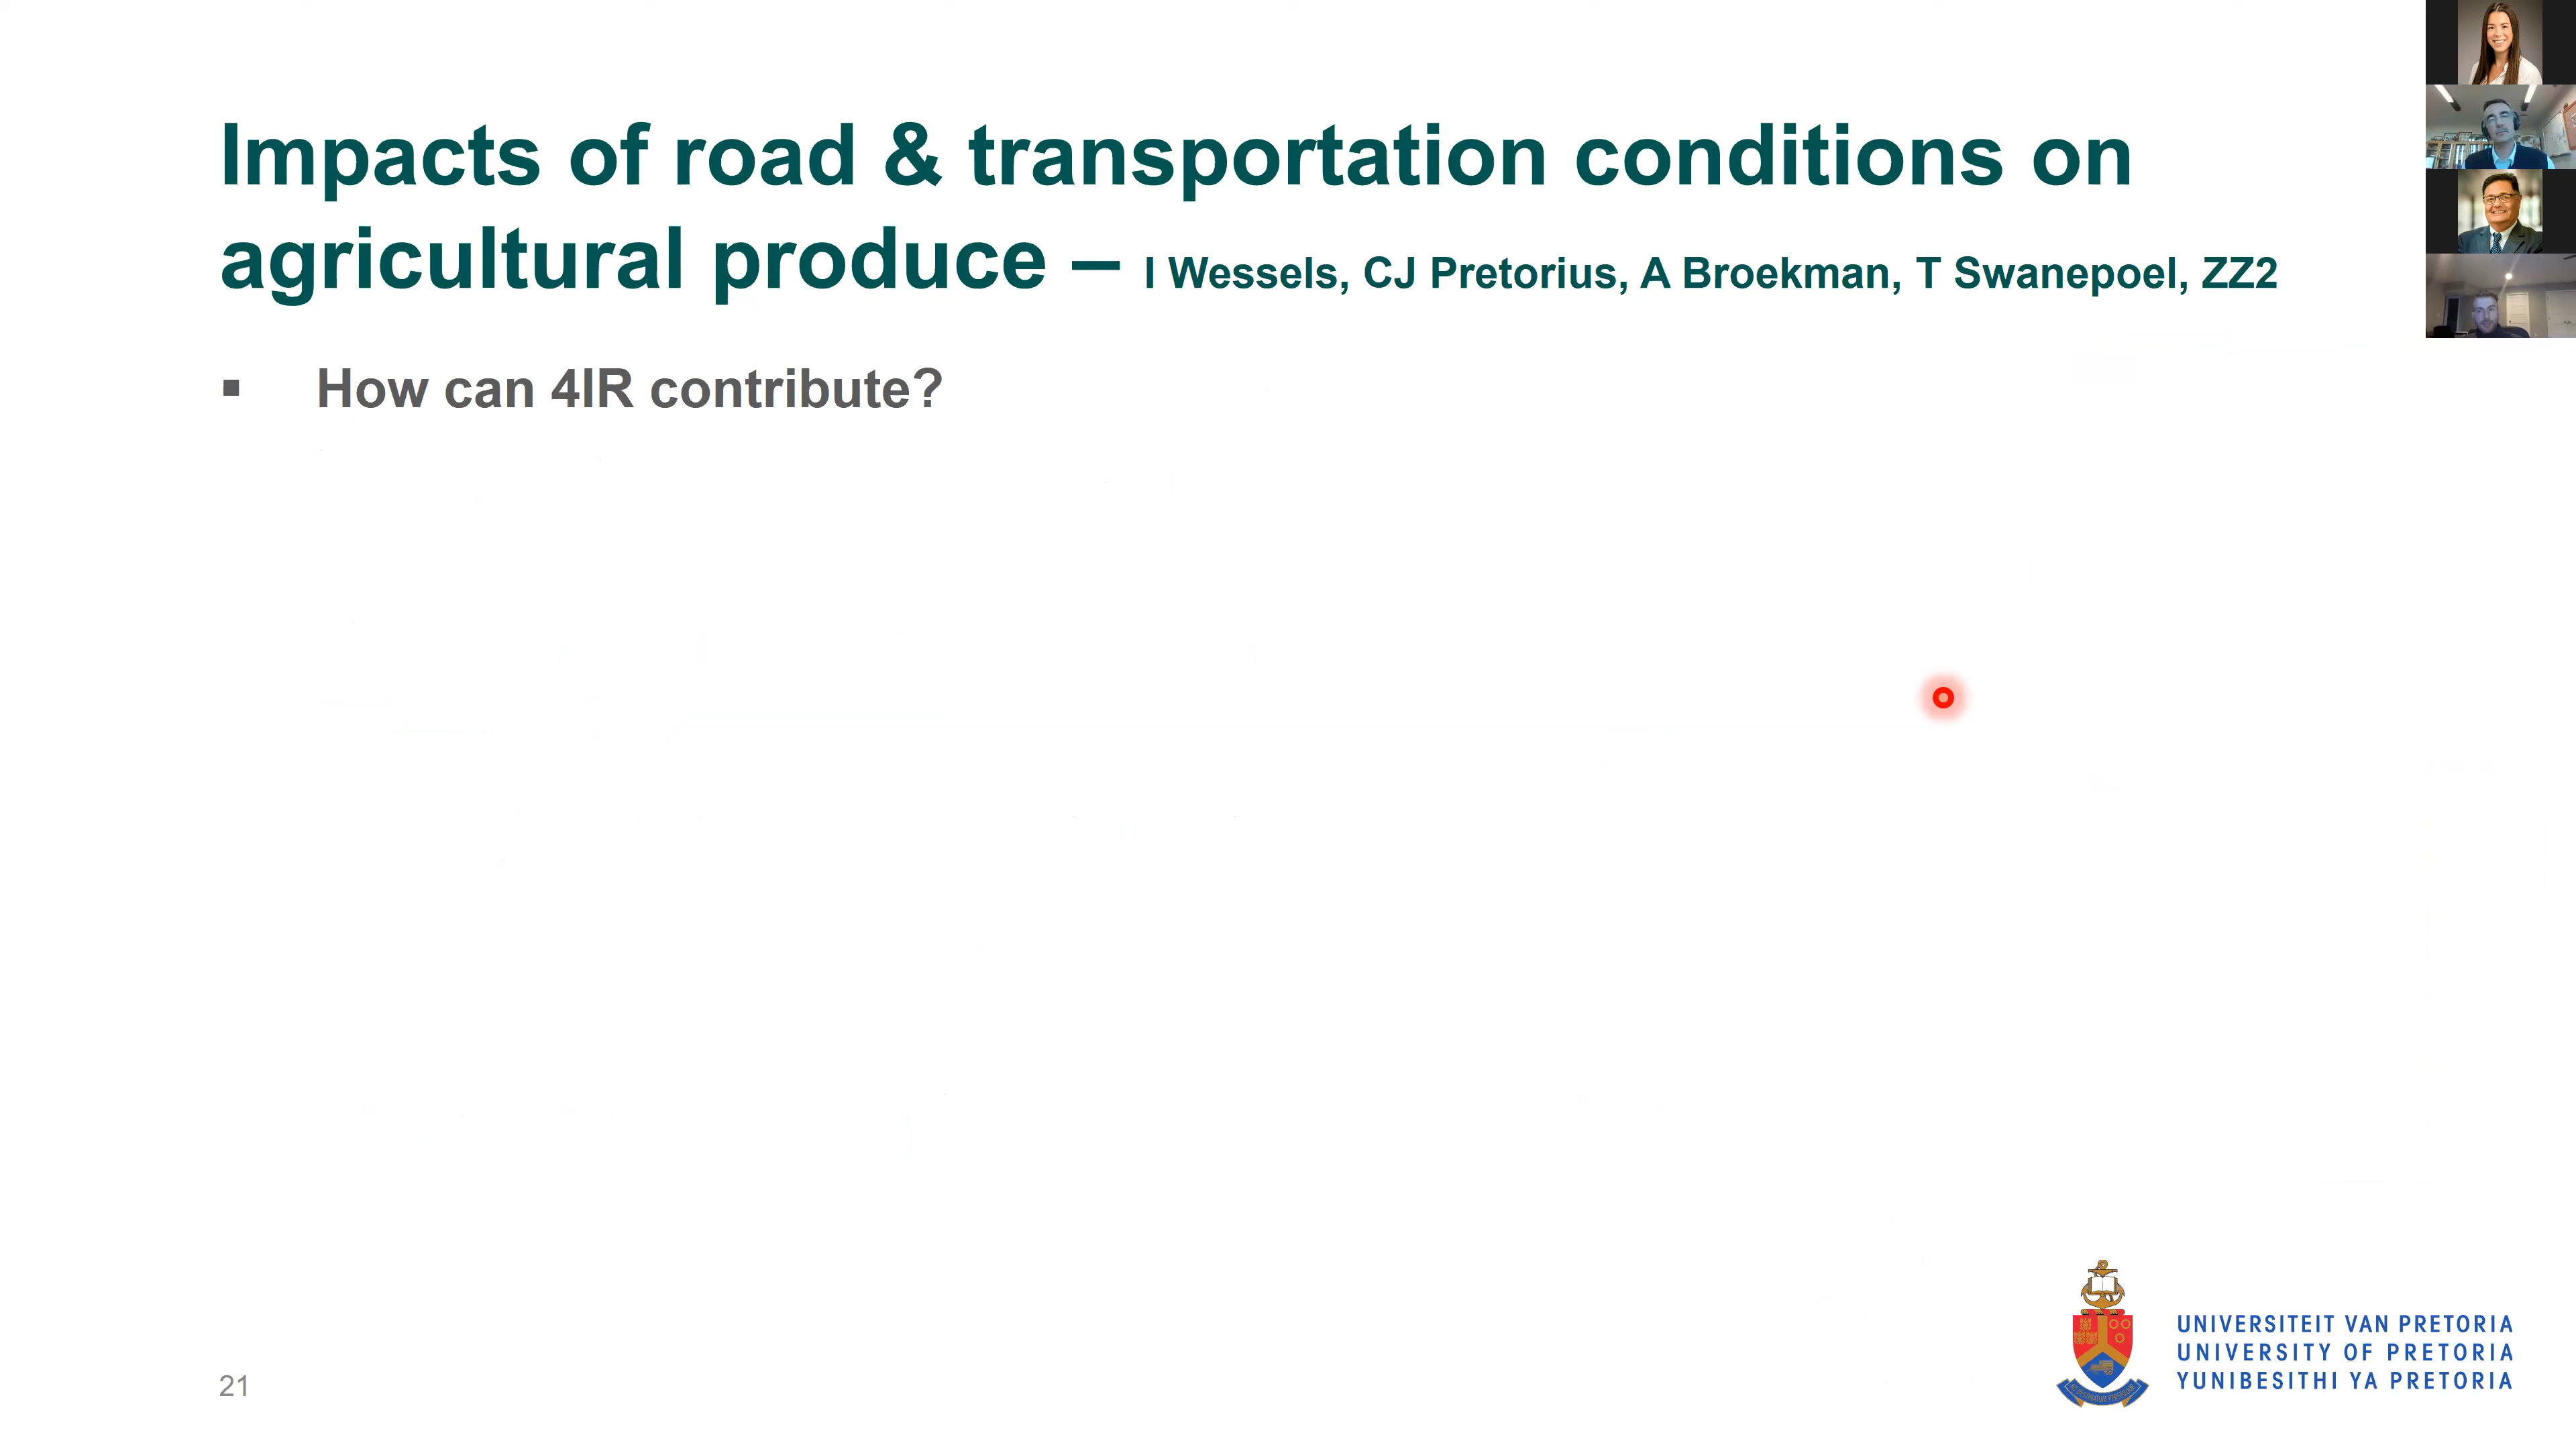 Impacts of road & transportation conditions on
agricultural produce – I Wessels, CJ Pretorius, A Broekman, T Swanepoel, ZZ2
▪ How can 4IR contribute?
21
UNIVERSITEIT VAN PRETORIA
UNIVERSITY OF PRETORIA
YUNIBESITHI YA PRETORIA